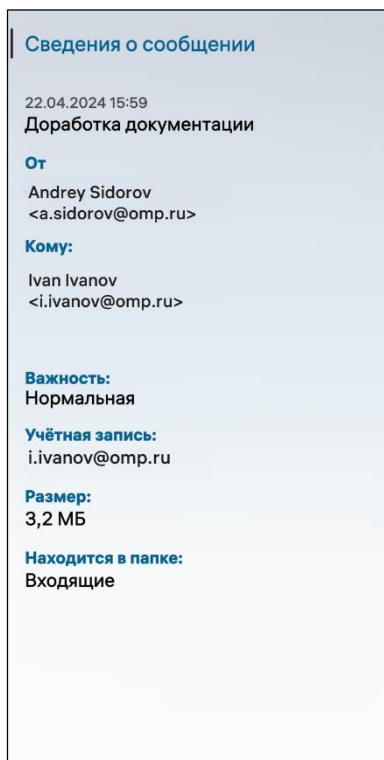 Сведения о сообщении
22.04.2024 15:59
Доработка документации
От
Andrey Sidorov
<a.sidorov@omp.ru>
Кому:
Ivan Ivanov
<i.ivanov@omp.ru>
Важность:
Нормальная
Учётная запись:
i.ivanov@omp.ru
Размер:
3,2 МБ
Находится в папке:
Входящие